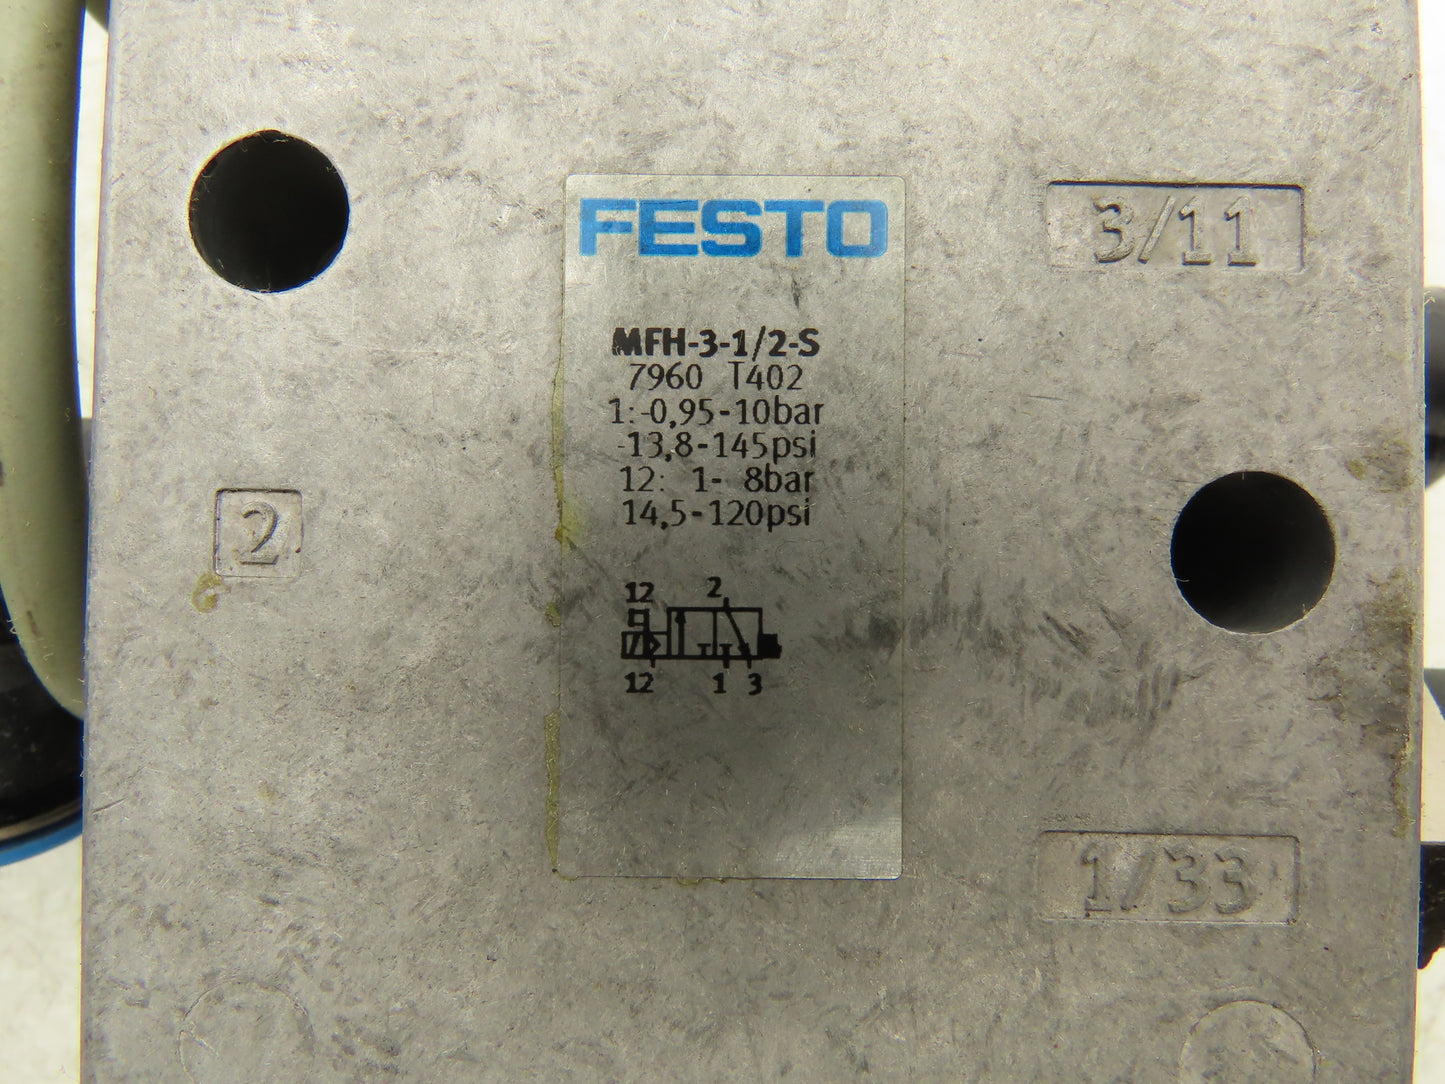 FESTO
3/11
MFH-3-1/2-S
7960 T402
1:-0,95-10bar
-13,8-145psi
12: 1- 8bar
14,5-120psi
2
12 2
12 1 3
1/33